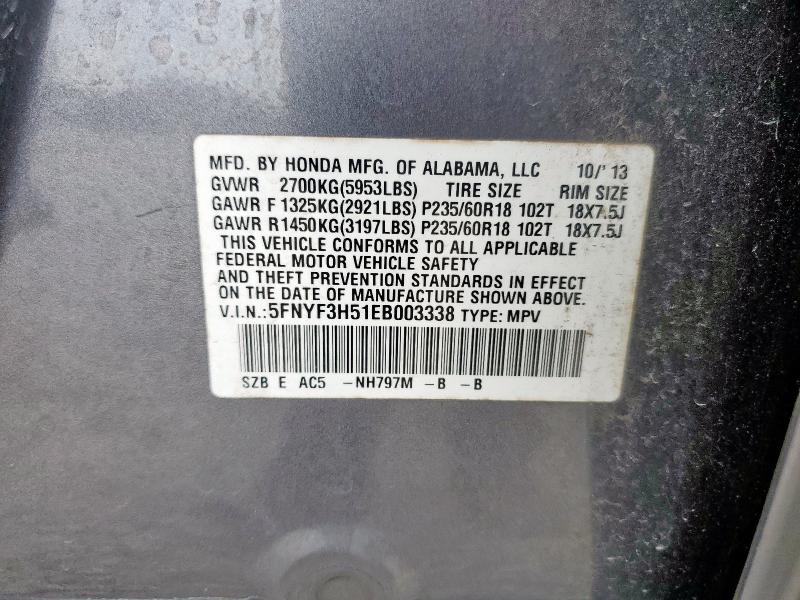 MFD. BY HONDA MFG. OF ALABAMA, LLC 10/'13
GVWR 2700KG(5953LBS) TIRE SIZE RIM SIZE
GAWR F 1325KG(2921LBS) P235/60R18 102T 18X7.5J
GAWR R1450KG(3197LBS) P235/60R18 102T 18X7.5J
THIS VEHICLE CONFORMS TO ALL APPLICABLE
FEDERAL MOTOR VEHICLE SAFETY
AND THEFT PREVENTION STANDARDS IN EFFECT
ON THE DATE OF MANUFACTURE SHOWN ABOVE.
V.I.N.:5FNYF3H51EB003338 TYPE: MPV
SZB E AC5 -NH797M -B -B